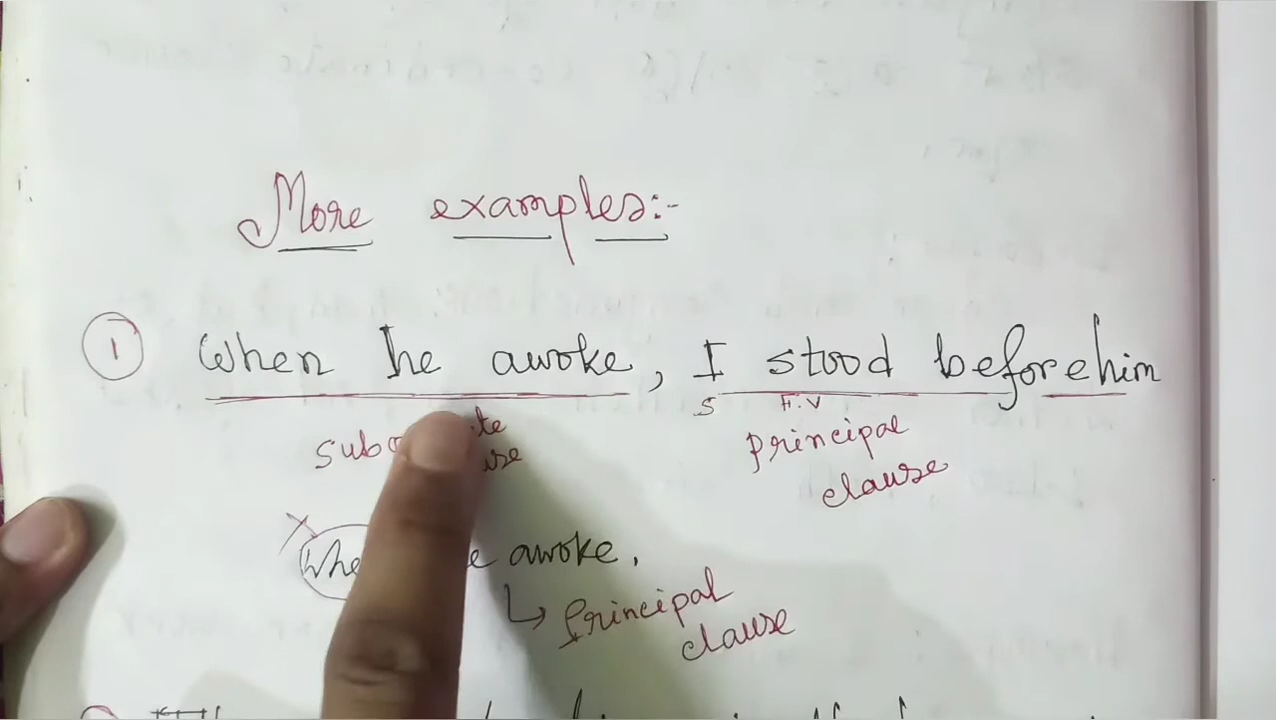 More examples:-
① When he awoke, I stood before him
S F.V
principal
clause
awoke.
↳ Principal
clause